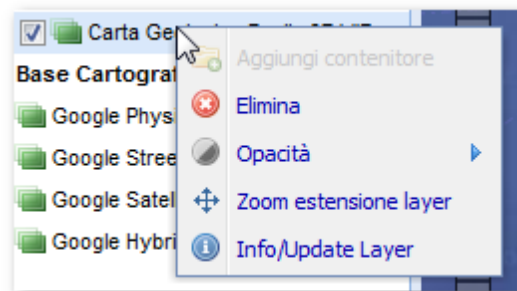 Carta Ge
Aggiungi contenitore
Base Cartograf
Elimina
Google Phys
Opacità
Google Stree
Zoom estensione layer
Google Satel
Info/Update Layer
Google Hybri